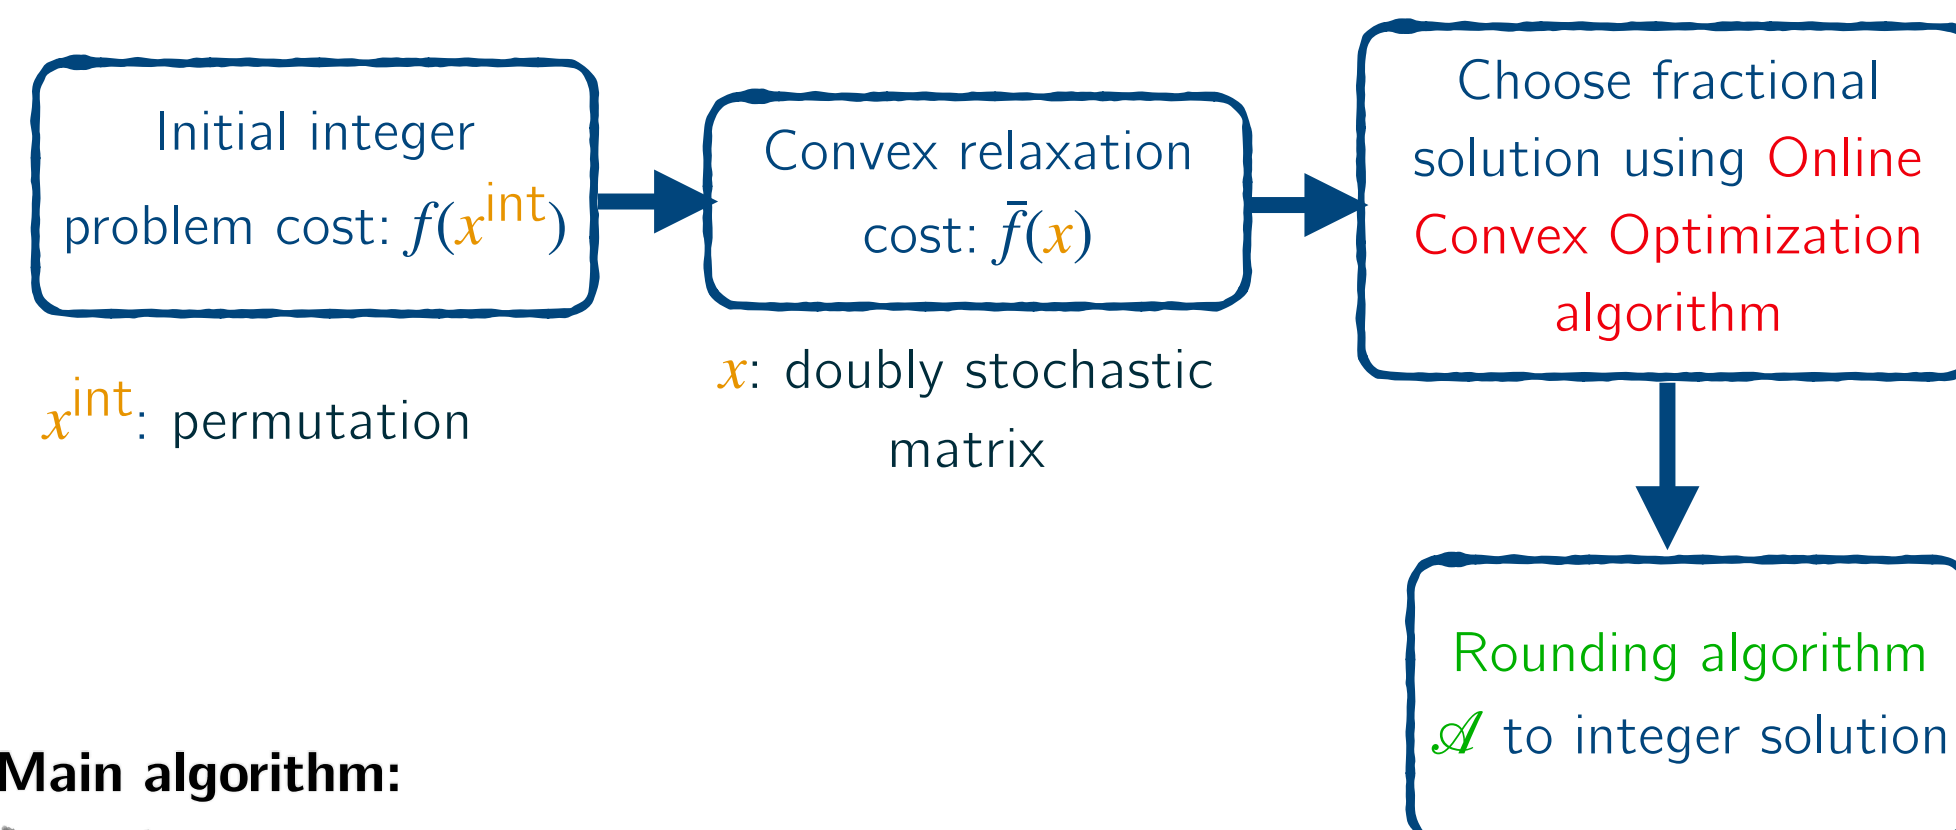 Initial integer
problem cost: f(x^int)
x^int: permutation
Convex relaxation
cost: f̄(x)
x: doubly stochastic
matrix
Choose fractional
solution using Online
Convex Optimization
algorithm
Rounding algorithm
𝒜 to integer solution
Main algorithm: